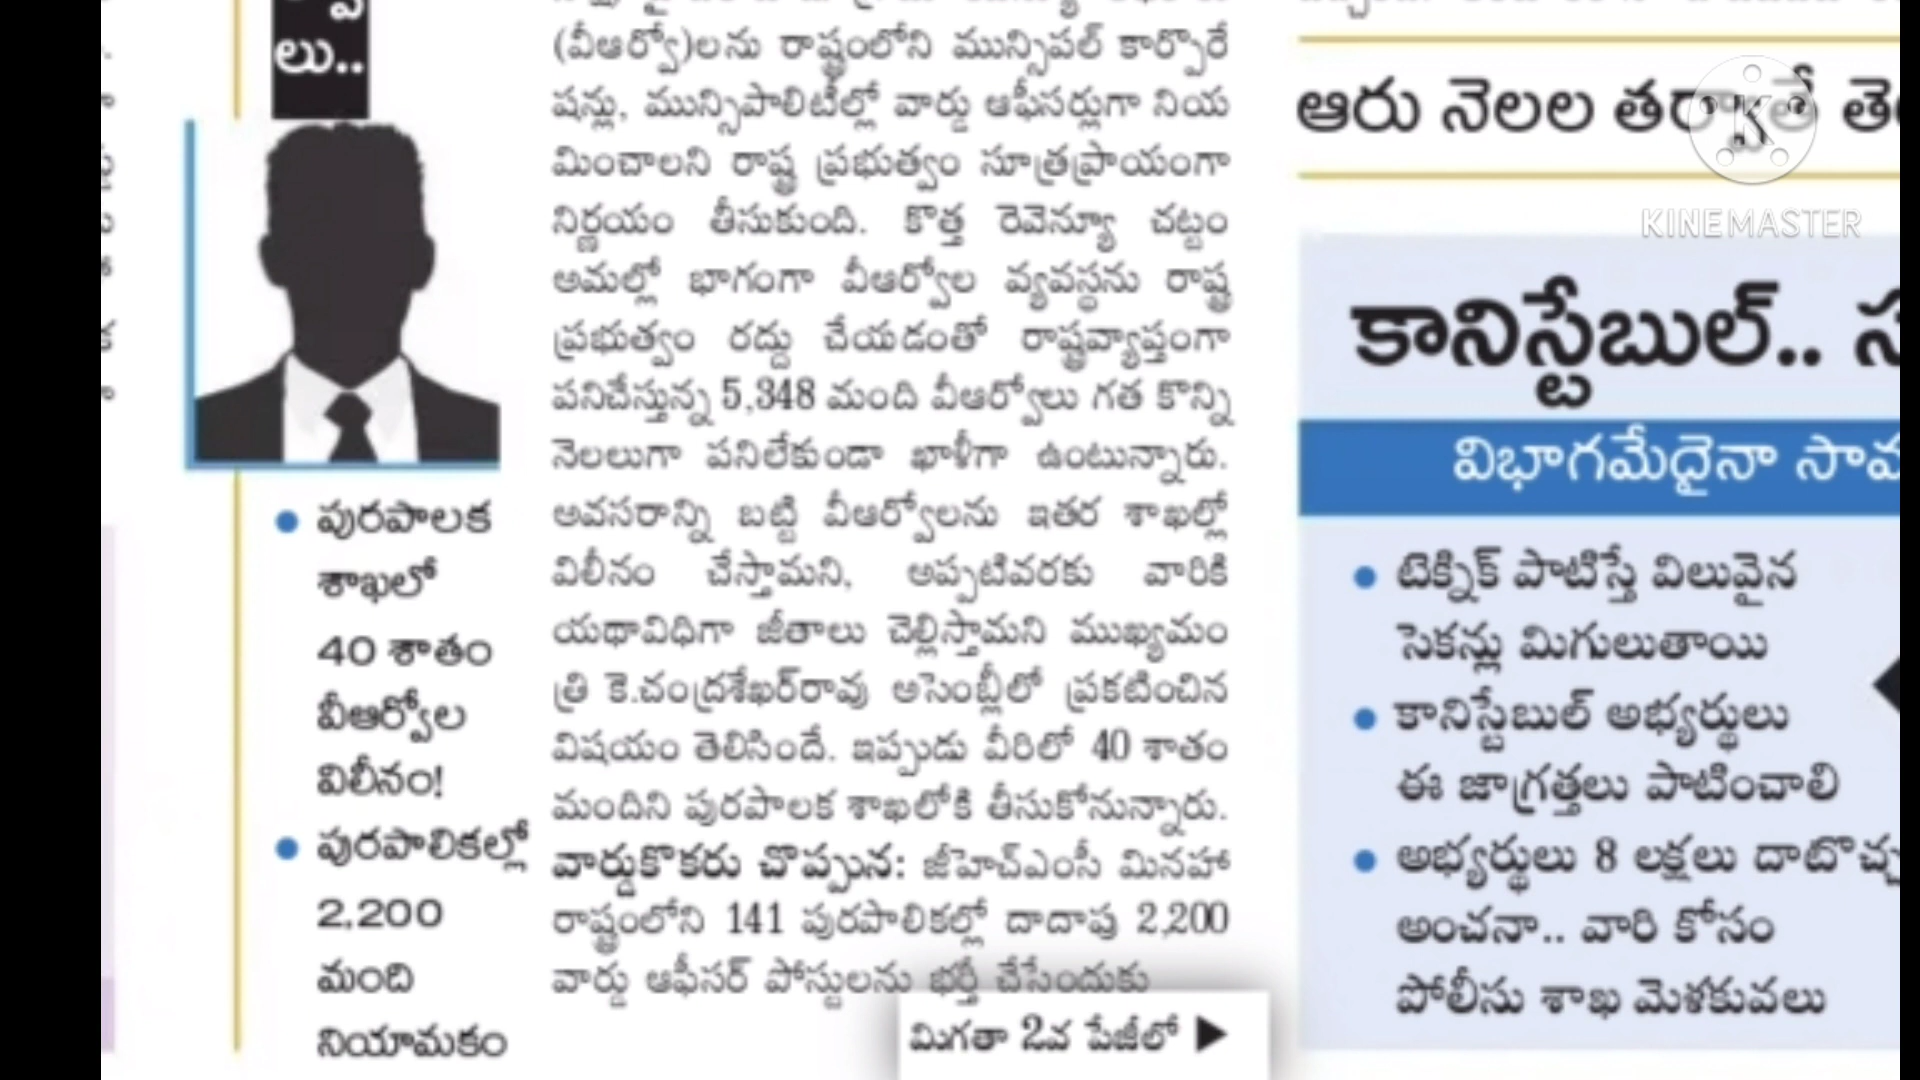 లు..
పురపాలక
శాఖలో
40 శాతం
వీఆర్వోల
విలీనం!
పురపాలికల్లో
2,200
మంది
నియామకం
(వీఆర్వో)లను రాష్ట్రంలోని మున్సిపల్ కార్పొరే
షన్లు, మున్సిపాలిటీల్లో వార్డు ఆఫీసర్లుగా నియ
మించాలని రాష్ట్ర ప్రభుత్వం సూత్రప్రాయంగా
నిర్ణయం తీసుకుంది. కొత్త రెవెన్యూ చట్టం
అమల్లో భాగంగా వీఆర్వోల వ్యవస్థను రాష్ట్ర
ప్రభుత్వం రద్దు చేయడంతో రాష్ట్రవ్యాప్తంగా
పనిచేస్తున్న 5,348 మంది వీఆర్వోలు గత కొన్ని
నెలలుగా పనిలేకుండా ఖాళీగా ఉంటున్నారు.
అవసరాన్ని బట్టి వీఆర్వోలను ఇతర శాఖల్లో
విలీనం చేస్తామని, అప్పటివరకు వారికి
యథావిధిగా జీతాలు చెల్లిస్తామని ముఖ్యమం
త్రి కె.చంద్రశేఖర్‌రావు అసెంబ్లీలో ప్రకటించిన
విషయం తెలిసిందే. ఇప్పుడు వీరిలో 40 శాతం
మందిని పురపాలక శాఖలోకి తీసుకోనున్నారు.
వార్డుకొకరు చొప్పున: జీహెచ్ఎంసీ మినహా
రాష్ట్రంలోని 141 పురపాలికల్లో దాదాపు 2,200
వార్డు ఆఫీసర్ పోస్టులను భర్తీ చేసేందుకు
మిగతా 2వ పేజీలో ▶
ఆరు నెలల తర్వాతే
KINEMASTER
కానిస్టేబుల్..
విభాగమేదైనా
టెక్నిక్ పాటిస్తే విలువైన
సెకన్లు మిగులుతాయి
కానిస్టేబుల్ అభ్యర్థులు
ఈ జాగ్రత్తలు పాటించాలి
అభ్యర్థులు 8 లక్షలు దాటొచ్చ
అంచనా.. వారి కోసం
పోలీసు శాఖ మెళకువలు